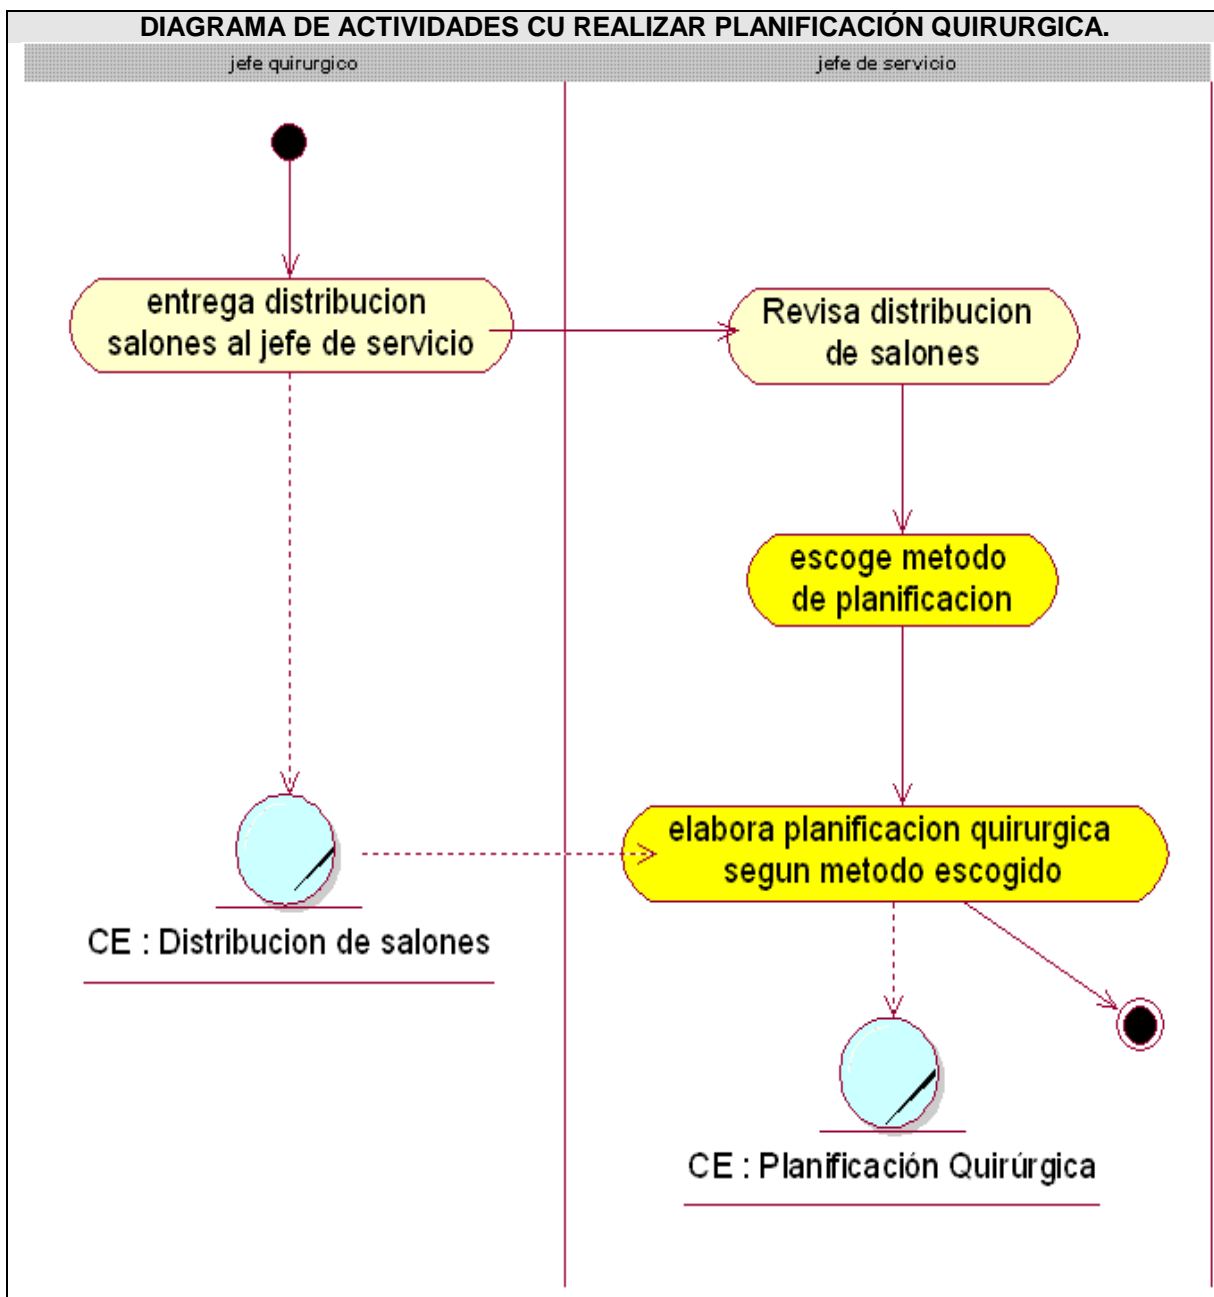 DIAGRAMA DE ACTIVIDADES CU REALIZAR PLANIFICACIÓN QUIRURGICA.
jefe quirurgico
jefe de servicio
entrega distribucion
salones al jefe de servicio
Revisa distribucion
de salones
escoge metodo
de planificacion
elabora planificacion quirurgica
segun metodo escogido
CE : Distribucion de salones
CE : Planificación Quirúrgica